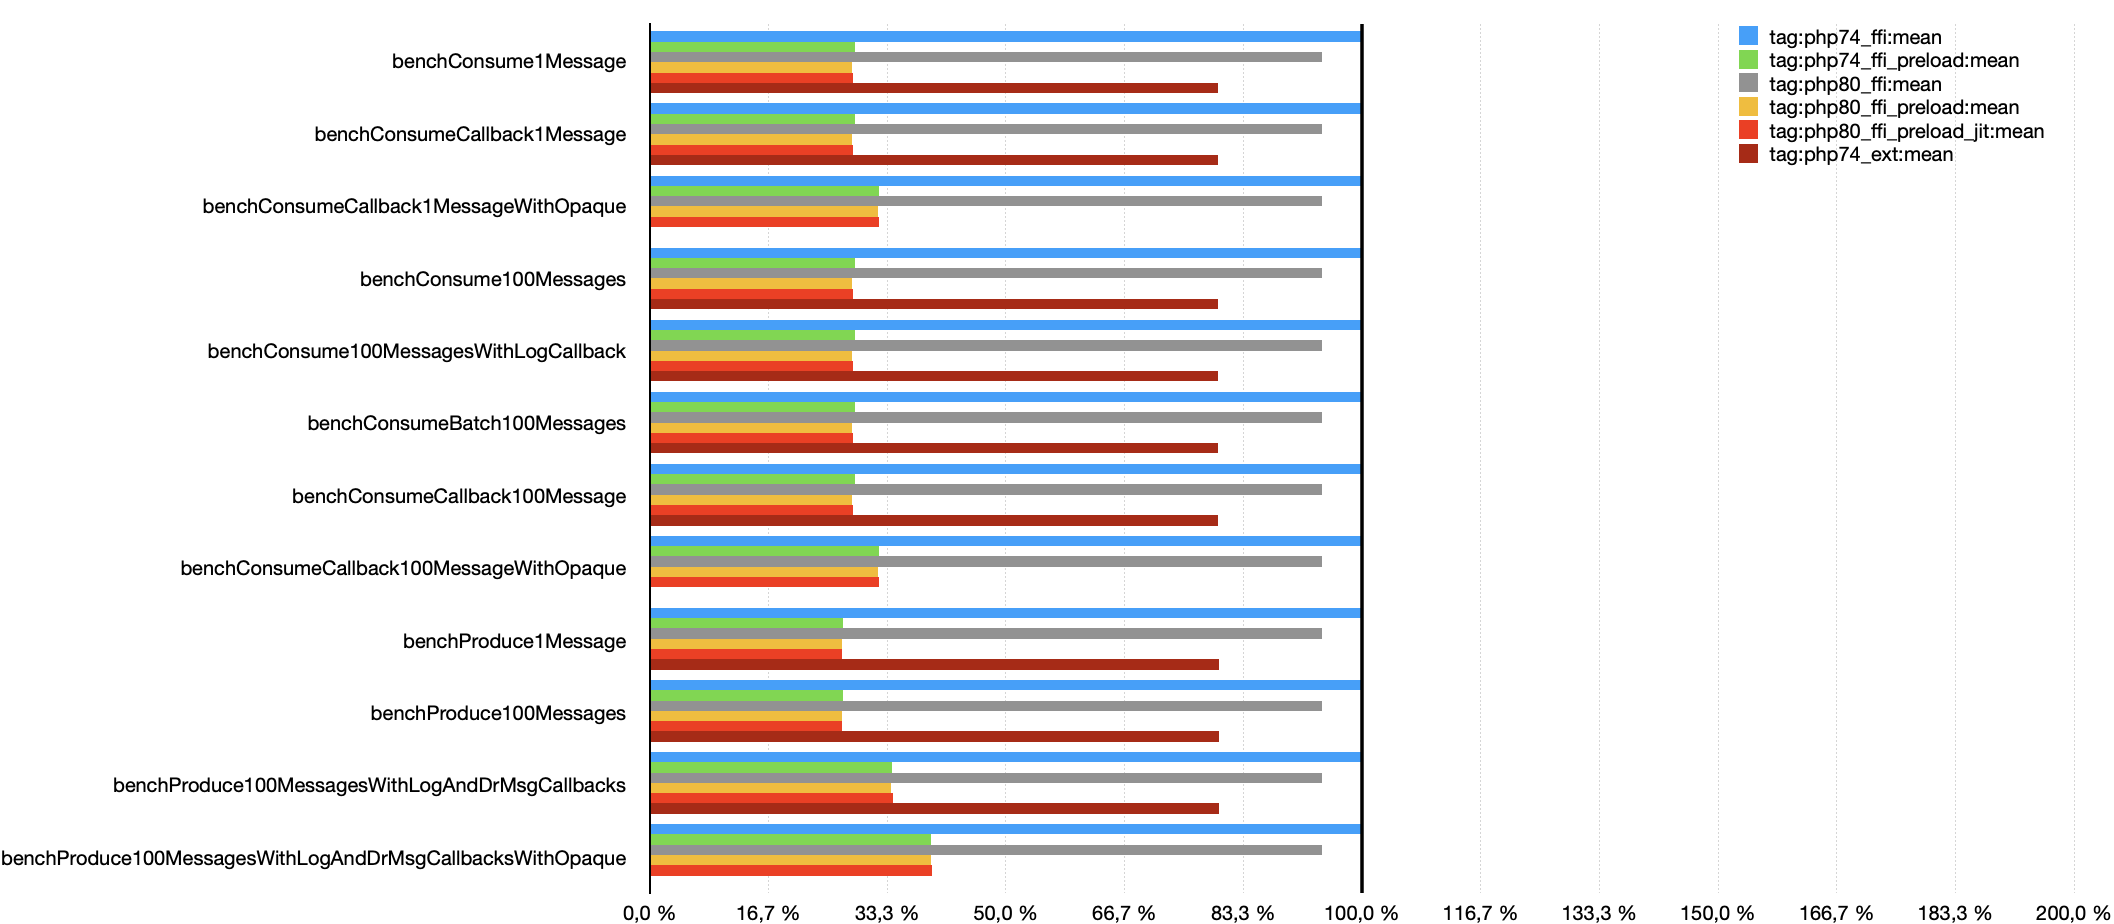 benchConsume1Message
benchConsumeCallback1Message
benchConsumeCallback1MessageWithOpaque
benchConsume100Messages
benchConsume100MessagesWithLogCallback
benchConsumeBatch100Messages
benchConsumeCallback100Message
benchConsumeCallback100MessageWithOpaque
benchProduce1Message
benchProduce100Messages
benchProduce100MessagesWithLogAndDrMsgCallbacks
benchProduce100MessagesWithLogAndDrMsgCallbacksWithOpaque
0,0 % 16,7 % 33,3 % 50,0 % 66,7 % 83,3 % 100,0 % 116,7 % 133,3 % 150,0 % 166,7 % 183,3 % 200,0 %
tag:php74_ffi:mean
tag:php74_ffi_preload:mean
tag:php80_ffi:mean
tag:php80_ffi_preload:mean
tag:php80_ffi_preload_jit:mean
tag:php74_ext:mean